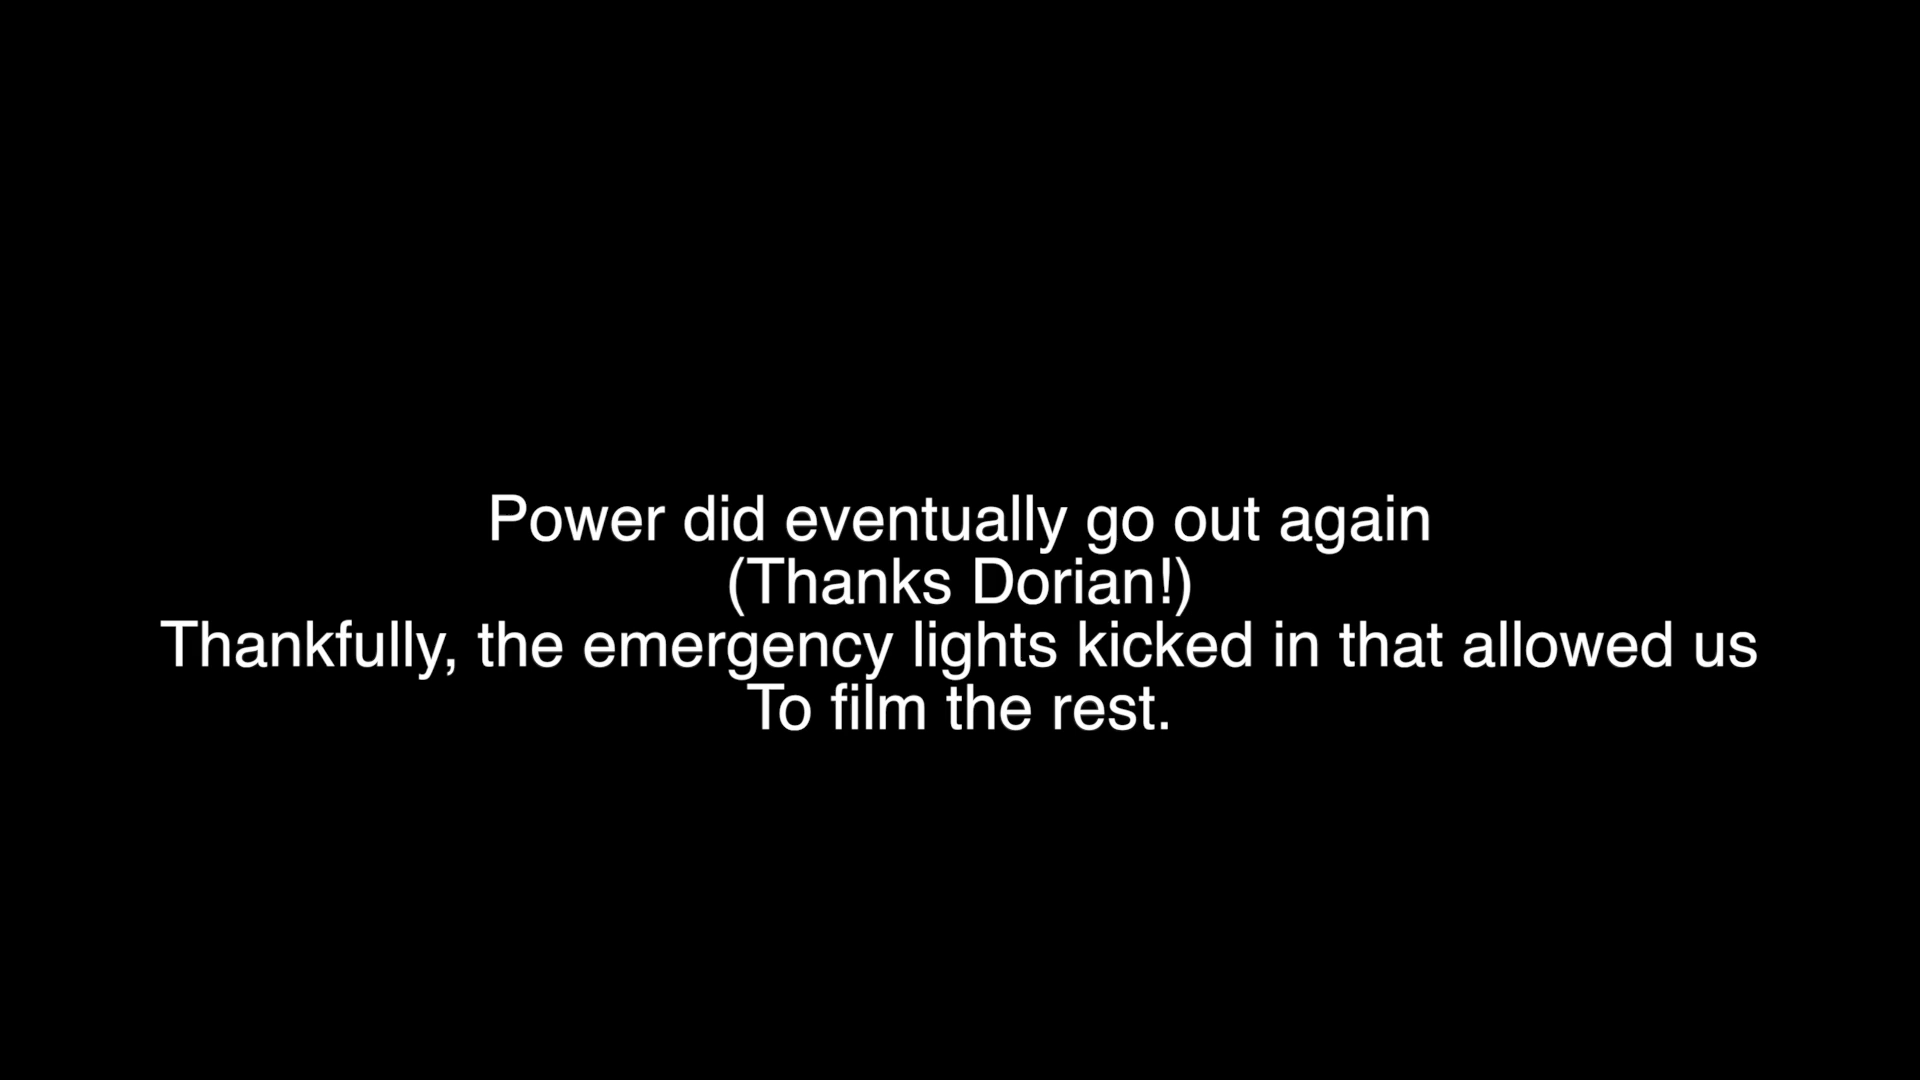 Power did eventually go out again
(Thanks Dorian!)
Thankfully, the emergency lights kicked in that allowed us
To film the rest.